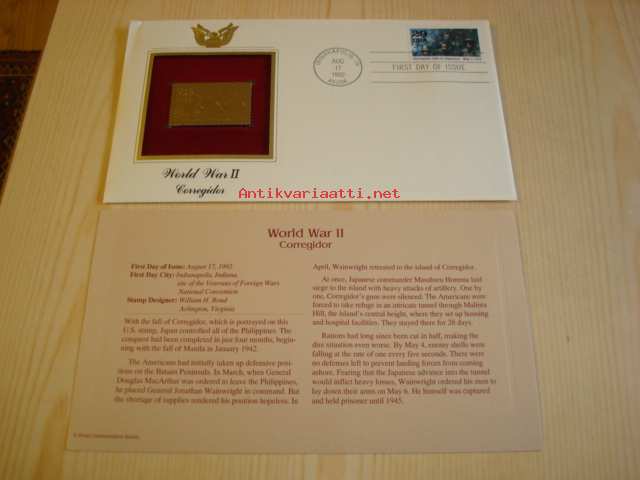 INDIANAPOLIS, IN
AUG
17
1992
FIRST DAY OF ISSUE
29
USA
World War II
Corregidor
Antikvariaatti.net
World War II
Corregidor
First Day of Issue: August 17, 1992
First Day City: Indianapolis, Indiana,
site of the Veterans of Foreign Wars
National Convention
Stamp Designer: William H. Bond
Arlington, Virginia
With the fall of Corregidor, which is portrayed on this
U.S. stamp, Japan controlled all of the Philippines. The
conquest had been completed in just four months, begin-
ning with the fall of Manila in January 1942.
The Americans had initially taken up defensive posi-
tions on the Bataan Peninsula. In March, when General
Douglas MacArthur was ordered to leave the Philippines,
he placed General Jonathan Wainwright in command. But
the shortage of supplies rendered his position hopeless. In
April, Wainwright retreated to the island of Corregidor.
At once, Japanese commander Masaharu Homma laid
siege to the island with heavy attacks of artillery. One by
one, Corregidor's guns were silenced. The Americans were
forced to take refuge in an intricate tunnel through Malinta
Hill, the island's central height, where they set up housing
and hospital facilities. They stayed there for 26 days.
Rations had long since been cut in half, making the
dire situation even worse. By May 4, enemy shells were
falling at the rate of one every five seconds. There were
no defenses left to prevent landing forces from coming
ashore. Fearing that the Japanese advance into the tunnel
would inflict heavy losses, Wainwright ordered his men to
lay down their arms on May 6. He himself was captured
and held prisoner until 1945.